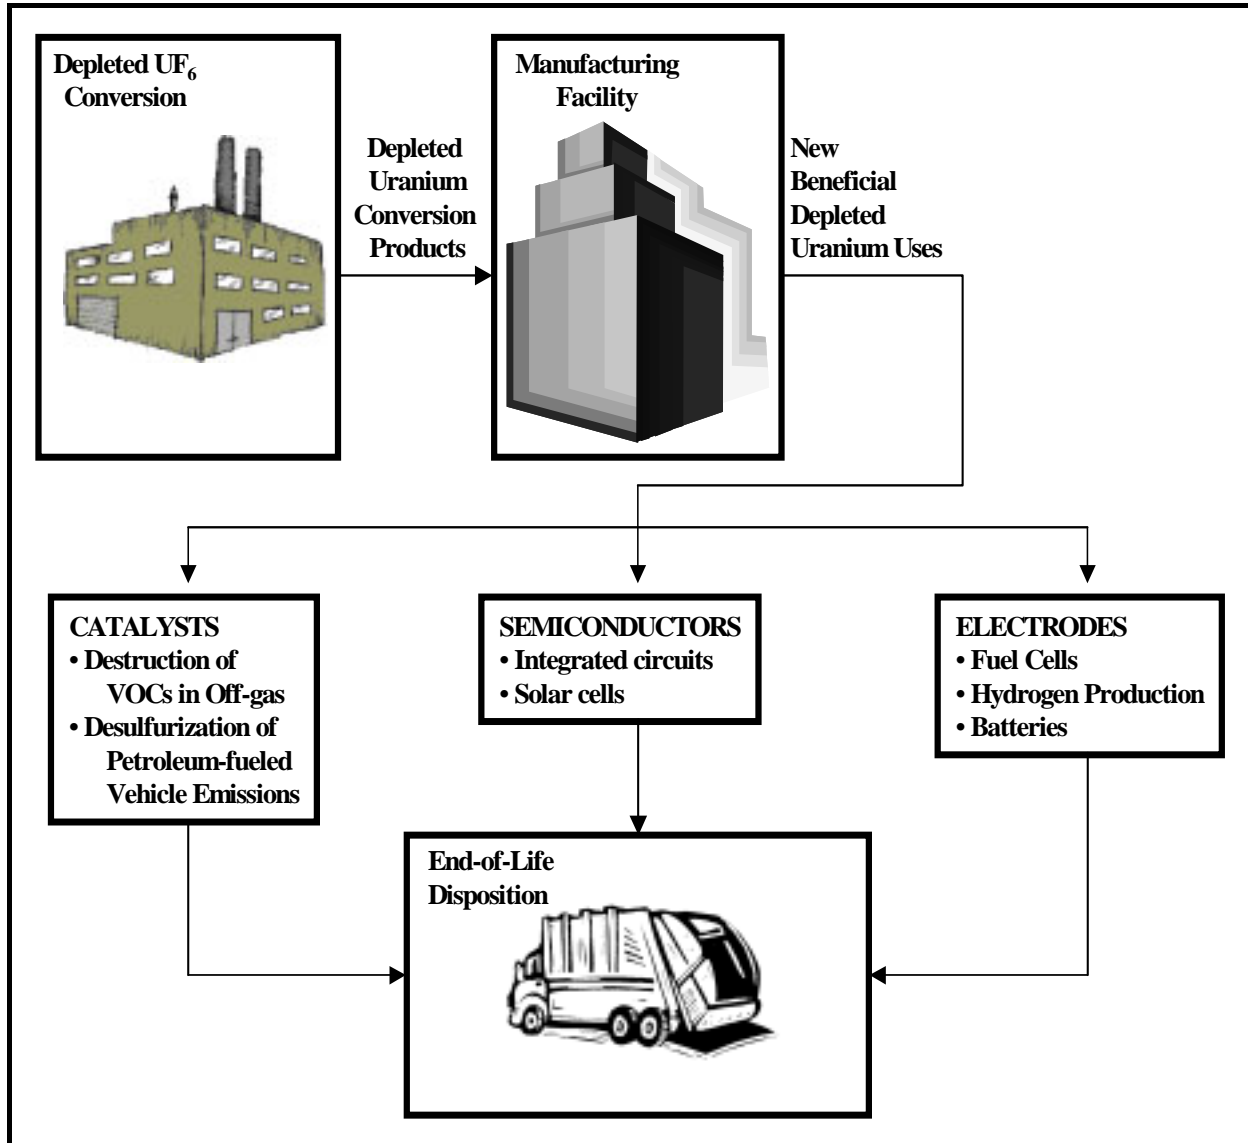 Depleted UF₆
Conversion
Depleted
Uranium
Conversion
Products
Manufacturing
Facility
New
Beneficial
Depleted
Uranium Uses
CATALYSTS
• Destruction of
VOCs in Off-gas
• Desulfurization of
Petroleum-fueled
Vehicle Emissions
SEMICONDUCTORS
• Integrated circuits
• Solar cells
ELECTRODES
• Fuel Cells
• Hydrogen Production
• Batteries
End-of-Life
Disposition